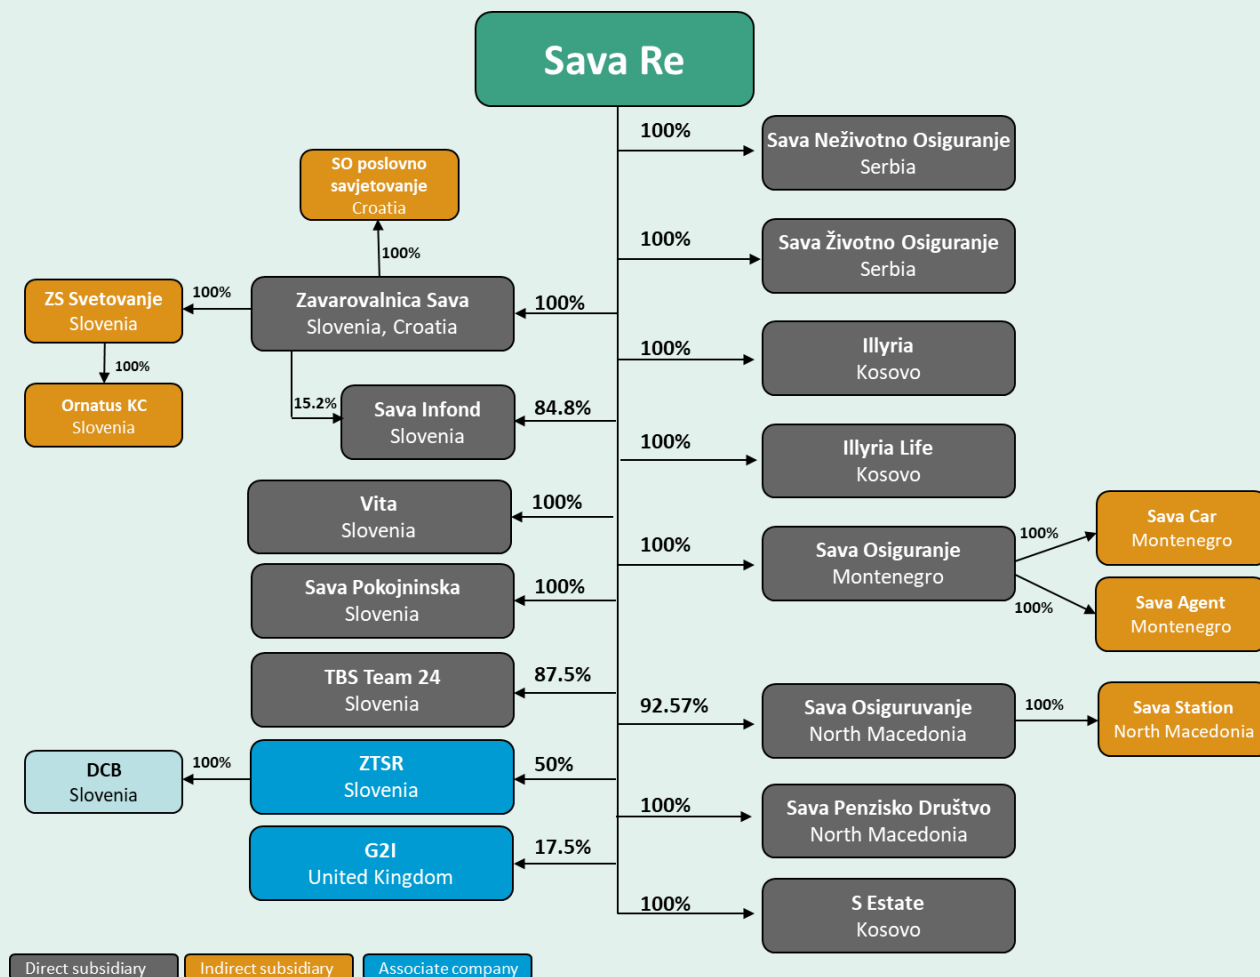 Sava Re
100%
Sava Neživotno Osiguranje
Serbia
SO poslovno
savjetovanje
Croatia
100%
100%
Sava Životno Osiguranje
Serbia
ZS Svetovanje
Slovenia
100%
Zavarovalnica Sava
Slovenia, Croatia
100%
100%
Illyria
Kosovo
100%
Ornatus KC
Slovenia
15.2%
Sava Infond
Slovenia
84.8%
100%
Illyria Life
Kosovo
Vita
Slovenia
100%
100%
Sava Osiguranje
Montenegro
100%
Sava Car
Montenegro
100%
Sava Agent
Montenegro
Sava Pokojninska
Slovenia
100%
TBS Team 24
Slovenia
87.5%
92.57%
Sava Osiguruvanje
North Macedonia
100%
Sava Station
North Macedonia
DCB
Slovenia
100%
ZTSR
Slovenia
50%
100%
Sava Penzisko Društvo
North Macedonia
G2I
United Kingdom
17.5%
100%
S Estate
Kosovo
Direct subsidiary
Indirect subsidiary
Associate company